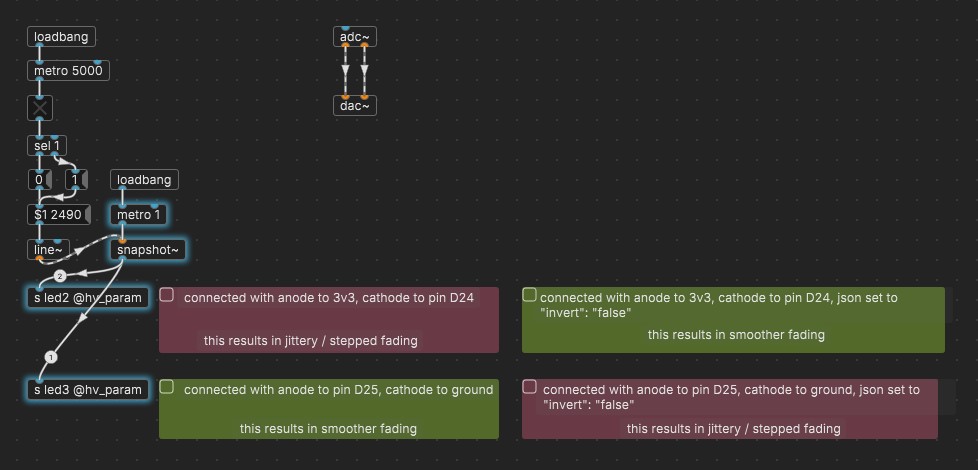 loadbang
adc~
metro 5000
dac~
sel 1
0
1
loadbang
$1 2490
metro 1
line~
snapshot~
2
s led2 @hv_param
connected with anode to 3v3, cathode to pin D24
this results in jittery / stepped fading
connected with anode to 3v3, cathode to pin D24, json set to
"invert": "false"
this results in smoother fading
1
s led3 @hv_param
connected with anode to pin D25, cathode to ground
this results in smoother fading
connected with anode to pin D25, cathode to ground, json set to
"invert": "false"
this results in jittery / stepped fading